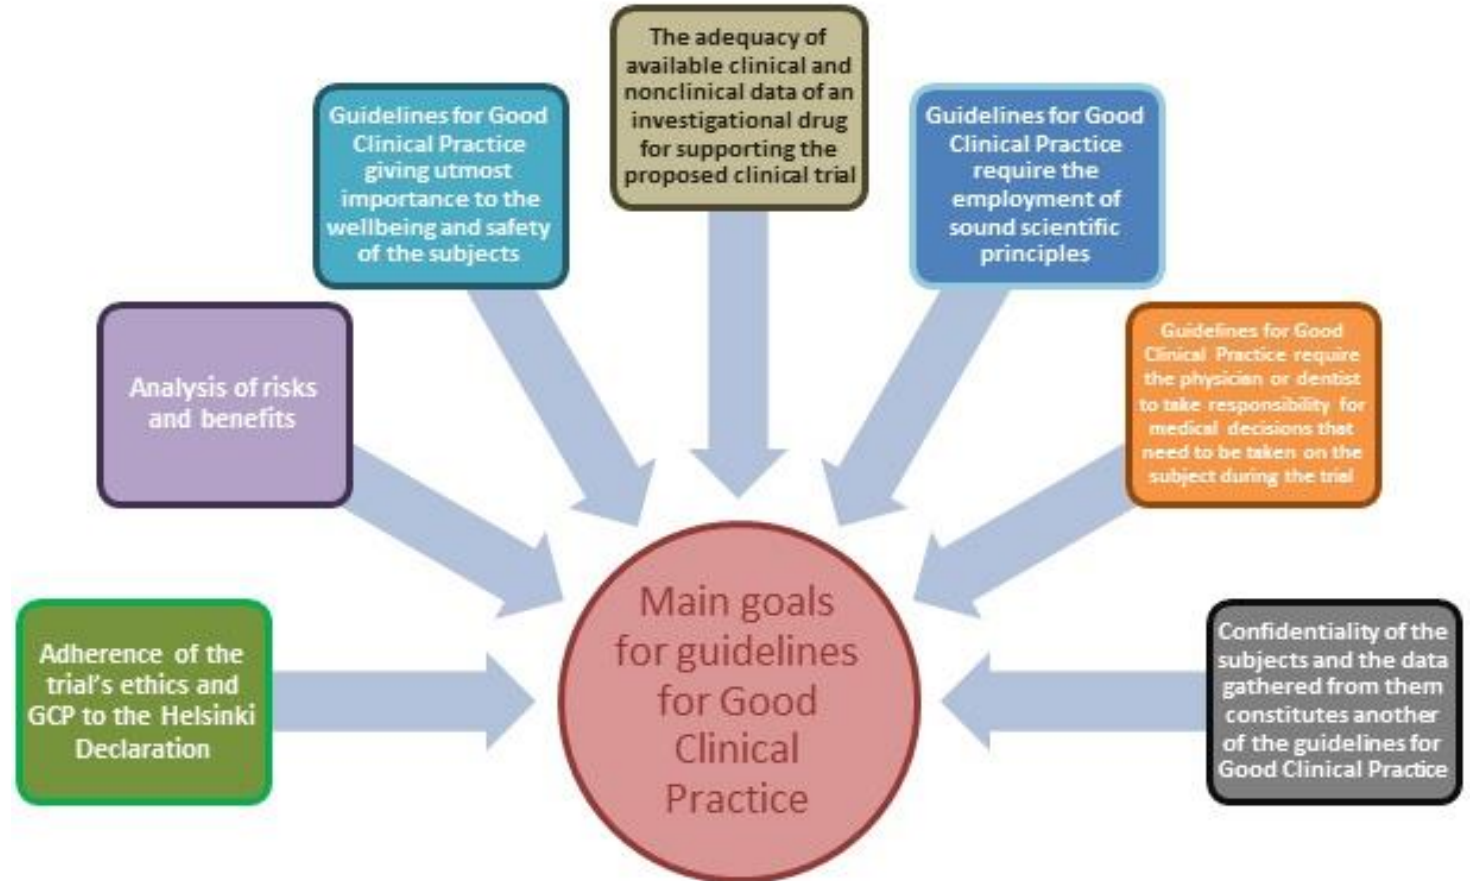 The adequacy of
available clinical and
nonclinical data of an
investigational drug
for supporting the
proposed clinical trial
Guidelines for Good
Clinical Practice
giving utmost
importance to the
wellbeing and safety
of the subjects
Guidelines for Good
Clinical Practice
require the
employment of
sound scientific
principles
Analysis of risks
and benefits
Guidelines for Good
Clinical Practice require
the physician or dentist
to take responsibility for
medical decisions that
need to be taken on the
subject during the trial
Adherence of the
trial's ethics and
GCP to the Helsinki
Declaration
Main goals
for guidelines
for Good
Clinical
Practice
Confidentiality of the
subjects and the data
gathered from them
constitutes another
of the guidelines for
Good Clinical Practice